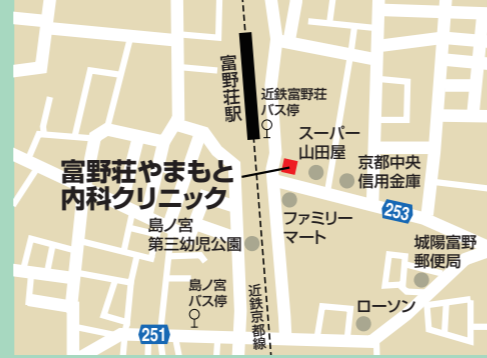 富野荘駅
近鉄富野荘
バス停
スーパー
山田屋
京都中央
信用金庫
富野荘やまもと
内科クリニック
253
ファミリー
マート
島ノ宮
第三幼児公園
城陽富野
郵便局
島ノ宮
バス停
近鉄京都線
ローソン
251